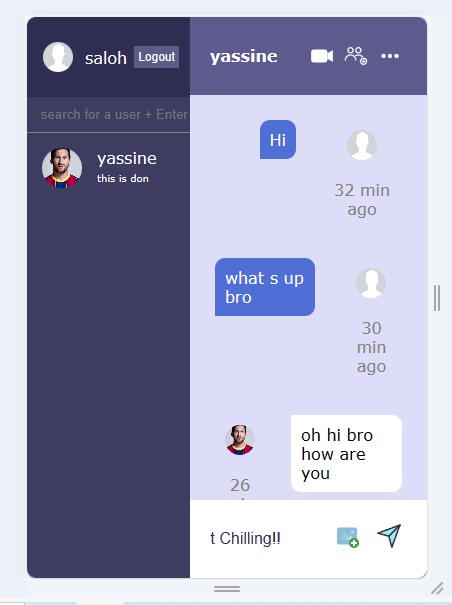 saloh
Logout
yassine
search for a user + Enter
yassine
this is don
Hi
32 min
ago
what s up
bro
30
min
ago
oh hi bro
how are
you
26
t Chilling!!